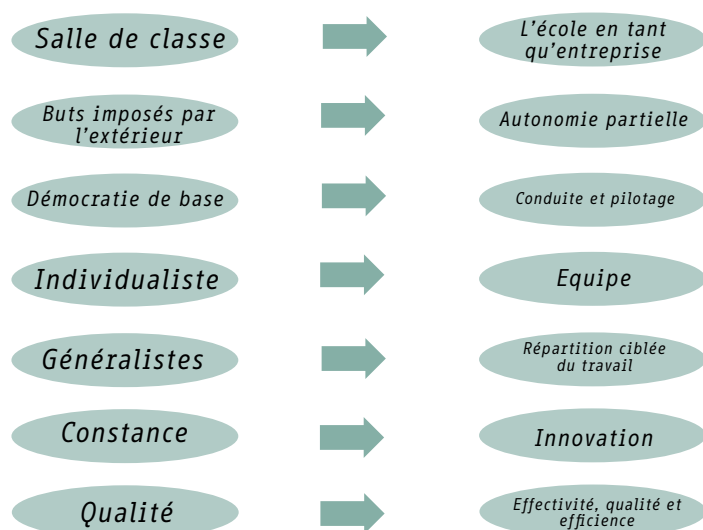 Salle de classe
L'école en tant
qu'entreprise
Buts imposés par
l'extérieur
Autonomie partielle
Démocratie de base
Conduite et pilotage
Individualiste
Equipe
Généralistes
Répartition ciblée
du travail
Constance
Innovation
Qualité
Effectivité, qualité et
efficience